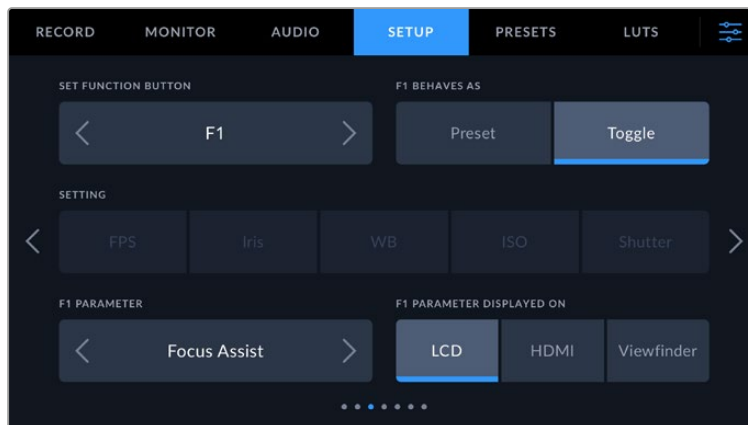 RECORD MONITOR AUDIO SETUP PRESETS LUTS
SET FUNCTION BUTTON F1 BEHAVES AS
F1 Preset Toggle
SETTING
FPS Iris WB ISO Shutter
F1 PARAMETER F1 PARAMETER DISPLAYED ON
Focus Assist LCD HDMI Viewfinder